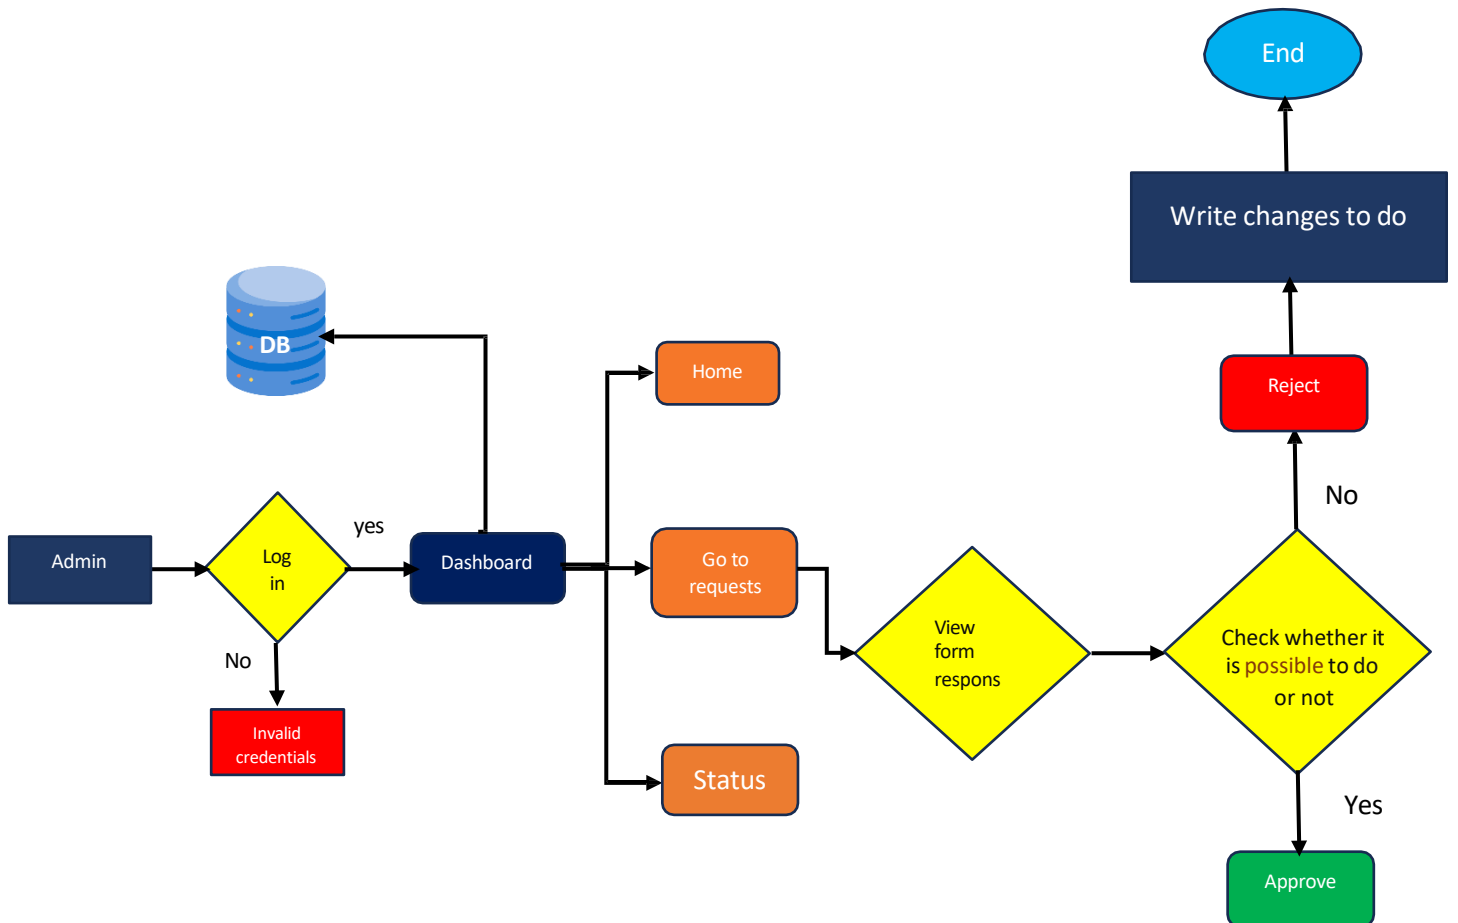 End
Write changes to do
DB
Home
Reject
No
yes
Admin
Log
in
Dashboard
Go to
requests
View
form
respons
Check whether it
is possible to do
or not
No
Invalid
credentials
Status
Yes
Approve